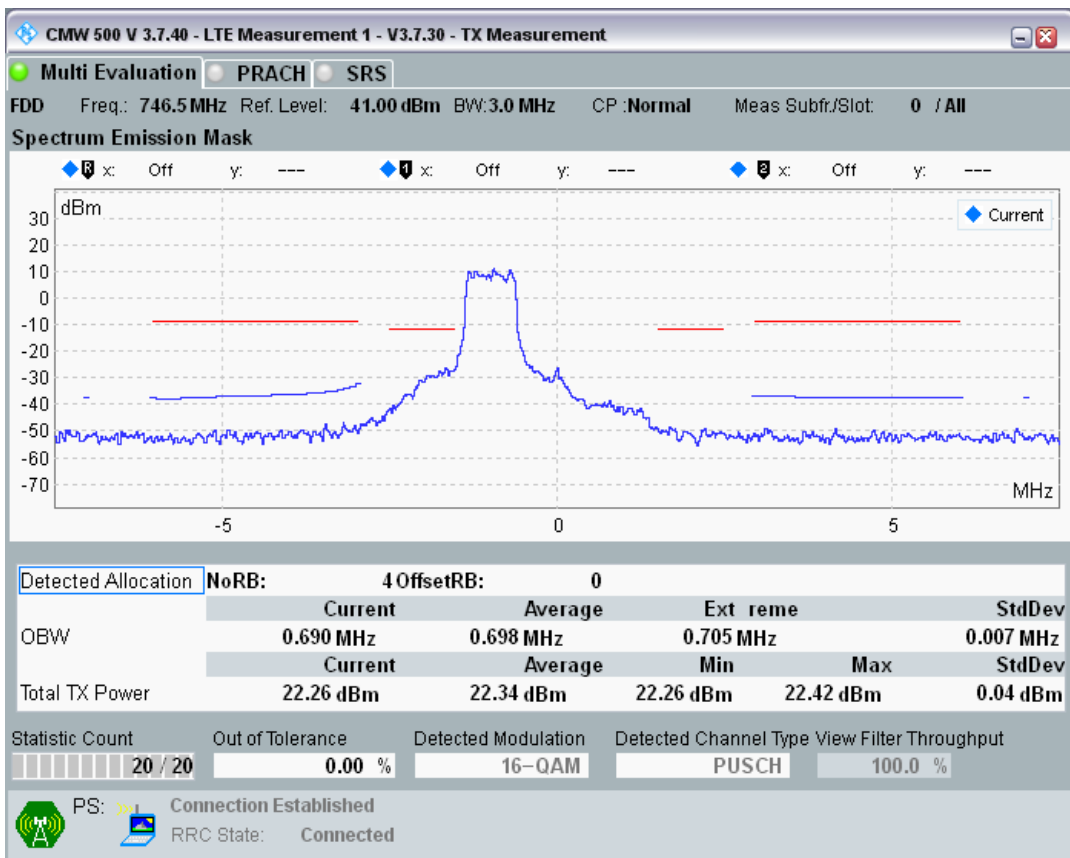 CMW 500 V 3.7.40 - LTE Measurement 1 - V3.7.30 - TX Measurement
Multi Evaluation PRACH SRS
FDD Freq.: 746.5 MHz Ref. Level: 41.00 dBm BW: 3.0 MHz CP :Normal Meas Subfr./Slot: 0 / All
Spectrum Emission Mask
R x: Off y: --- 1 x: Off y: --- 2 x: Off y: ---
dBm
Current
30
20
10
0
-10
-20
-30
-40
-50
-60
-70
MHz
-5 0 5
Detected Allocation NoRB: 4 OffsetRB: 0
Current Average Ext reme StdDev
OBW 0.690 MHz 0.698 MHz 0.705 MHz 0.007 MHz
Current Average Min Max StdDev
Total TX Power 22.26 dBm 22.34 dBm 22.26 dBm 22.42 dBm 0.04 dBm
Statistic Count Out of Tolerance Detected Modulation Detected Channel Type View Filter Throughput
20 / 20 0.00 % 16-QAM PUSCH 100.0 %
PS: Connection Established
RRC State: Connected